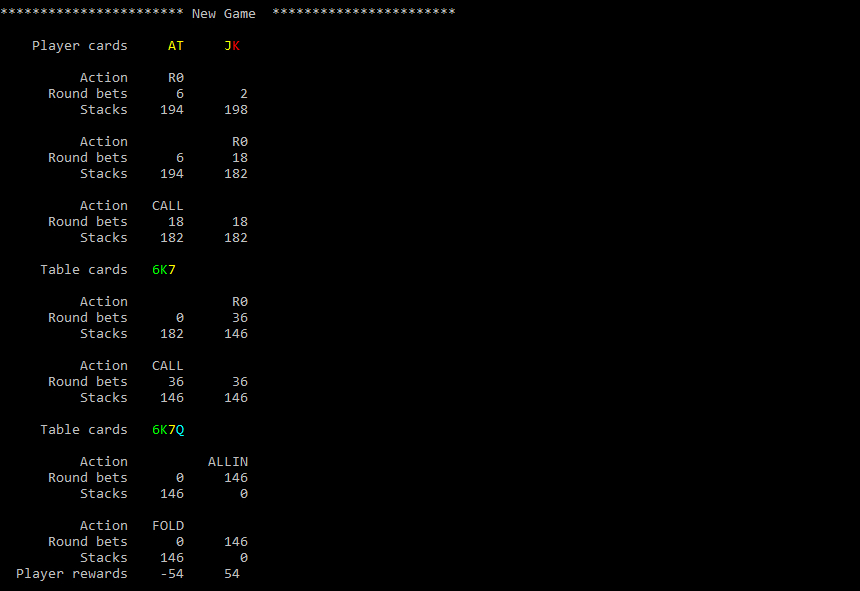 *********************** New Game ***********************
Player cards AT JK
Action R0
Round bets 6 2
Stacks 194 198
Action R0
Round bets 6 18
Stacks 194 182
Action CALL
Round bets 18 18
Stacks 182 182
Table cards 6K7
Action R0
Round bets 0 36
Stacks 182 146
Action CALL
Round bets 36 36
Stacks 146 146
Table cards 6K7Q
Action ALLIN
Round bets 0 146
Stacks 146 0
Action FOLD
Round bets 0 146
Stacks 146 0
Player rewards -54 54